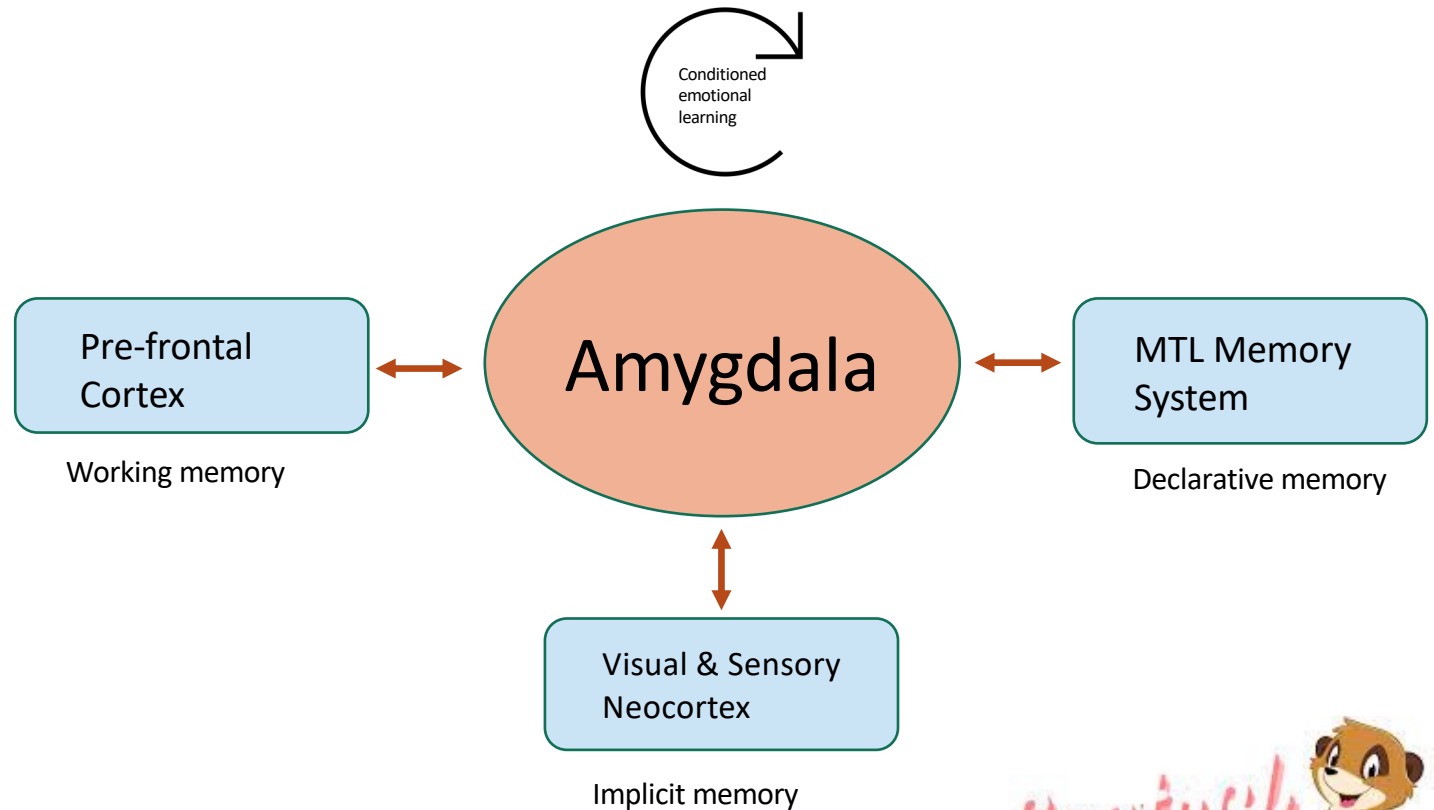 Conditioned
emotional
learning
Pre-frontal
Cortex
Amygdala
MTL Memory
System
Working memory
Declarative memory
Visual & Sensory
Neocortex
Implicit memory